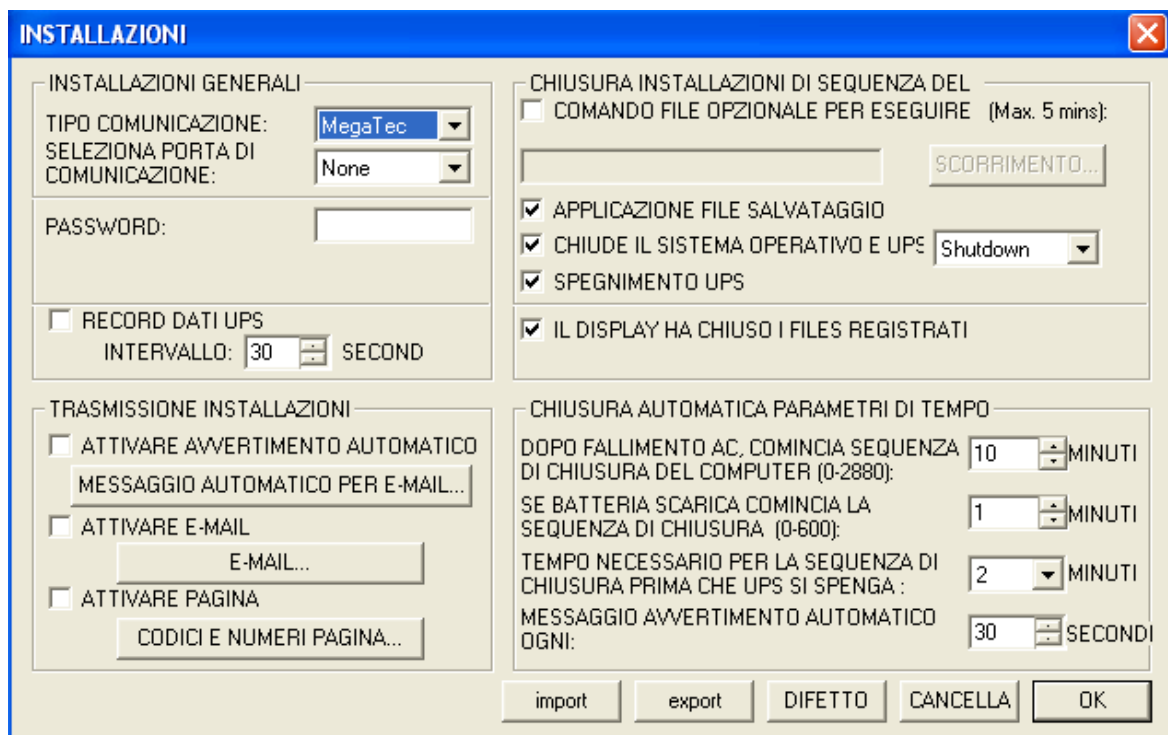 INSTALLAZIONI
INSTALLAZIONI GENERALI
TIPO COMUNICAZIONE: MegaTec
SELEZIONA PORTA DI
COMUNICAZIONE: None
PASSWORD:
RECORD DATI UPS
INTERVALLO: 30 SECOND
CHIUSURA INSTALLAZIONI DI SEQUENZA DEL
COMANDO FILE OPZIONALE PER ESEGUIRE (Max. 5 mins):
SCORRIMENTO...
APPLICAZIONE FILE SALVATAGGIO
CHIUDE IL SISTEMA OPERATIVO E UPS Shutdown
SPEGNIMENTO UPS
IL DISPLAY HA CHIUSO I FILES REGISTRATI
TRASMISSIONE INSTALLAZIONI
ATTIVARE AVVERTIMENTO AUTOMATICO
MESSAGGIO AUTOMATICO PER E-MAIL...
ATTIVARE E-MAIL
E-MAIL...
ATTIVARE PAGINA
CODICI E NUMERI PAGINA...
CHIUSURA AUTOMATICA PARAMETRI DI TEMPO
DOPO FALLIMENTO AC, COMINCIA SEQUENZA
DI CHIUSURA DEL COMPUTER (0-2880): 10 MINUTI
SE BATTERIA SCARICA COMINCIA LA
SEQUENZA DI CHIUSURA (0-600): 1 MINUTI
TEMPO NECESSARIO PER LA SEQUENZA DI
CHIUSURA PRIMA CHE UPS SI SPENGA : 2 MINUTI
MESSAGGIO AVVERTIMENTO AUTOMATICO
OGNI: 30 SECONDI
import export DIFETTO CANCELLA OK